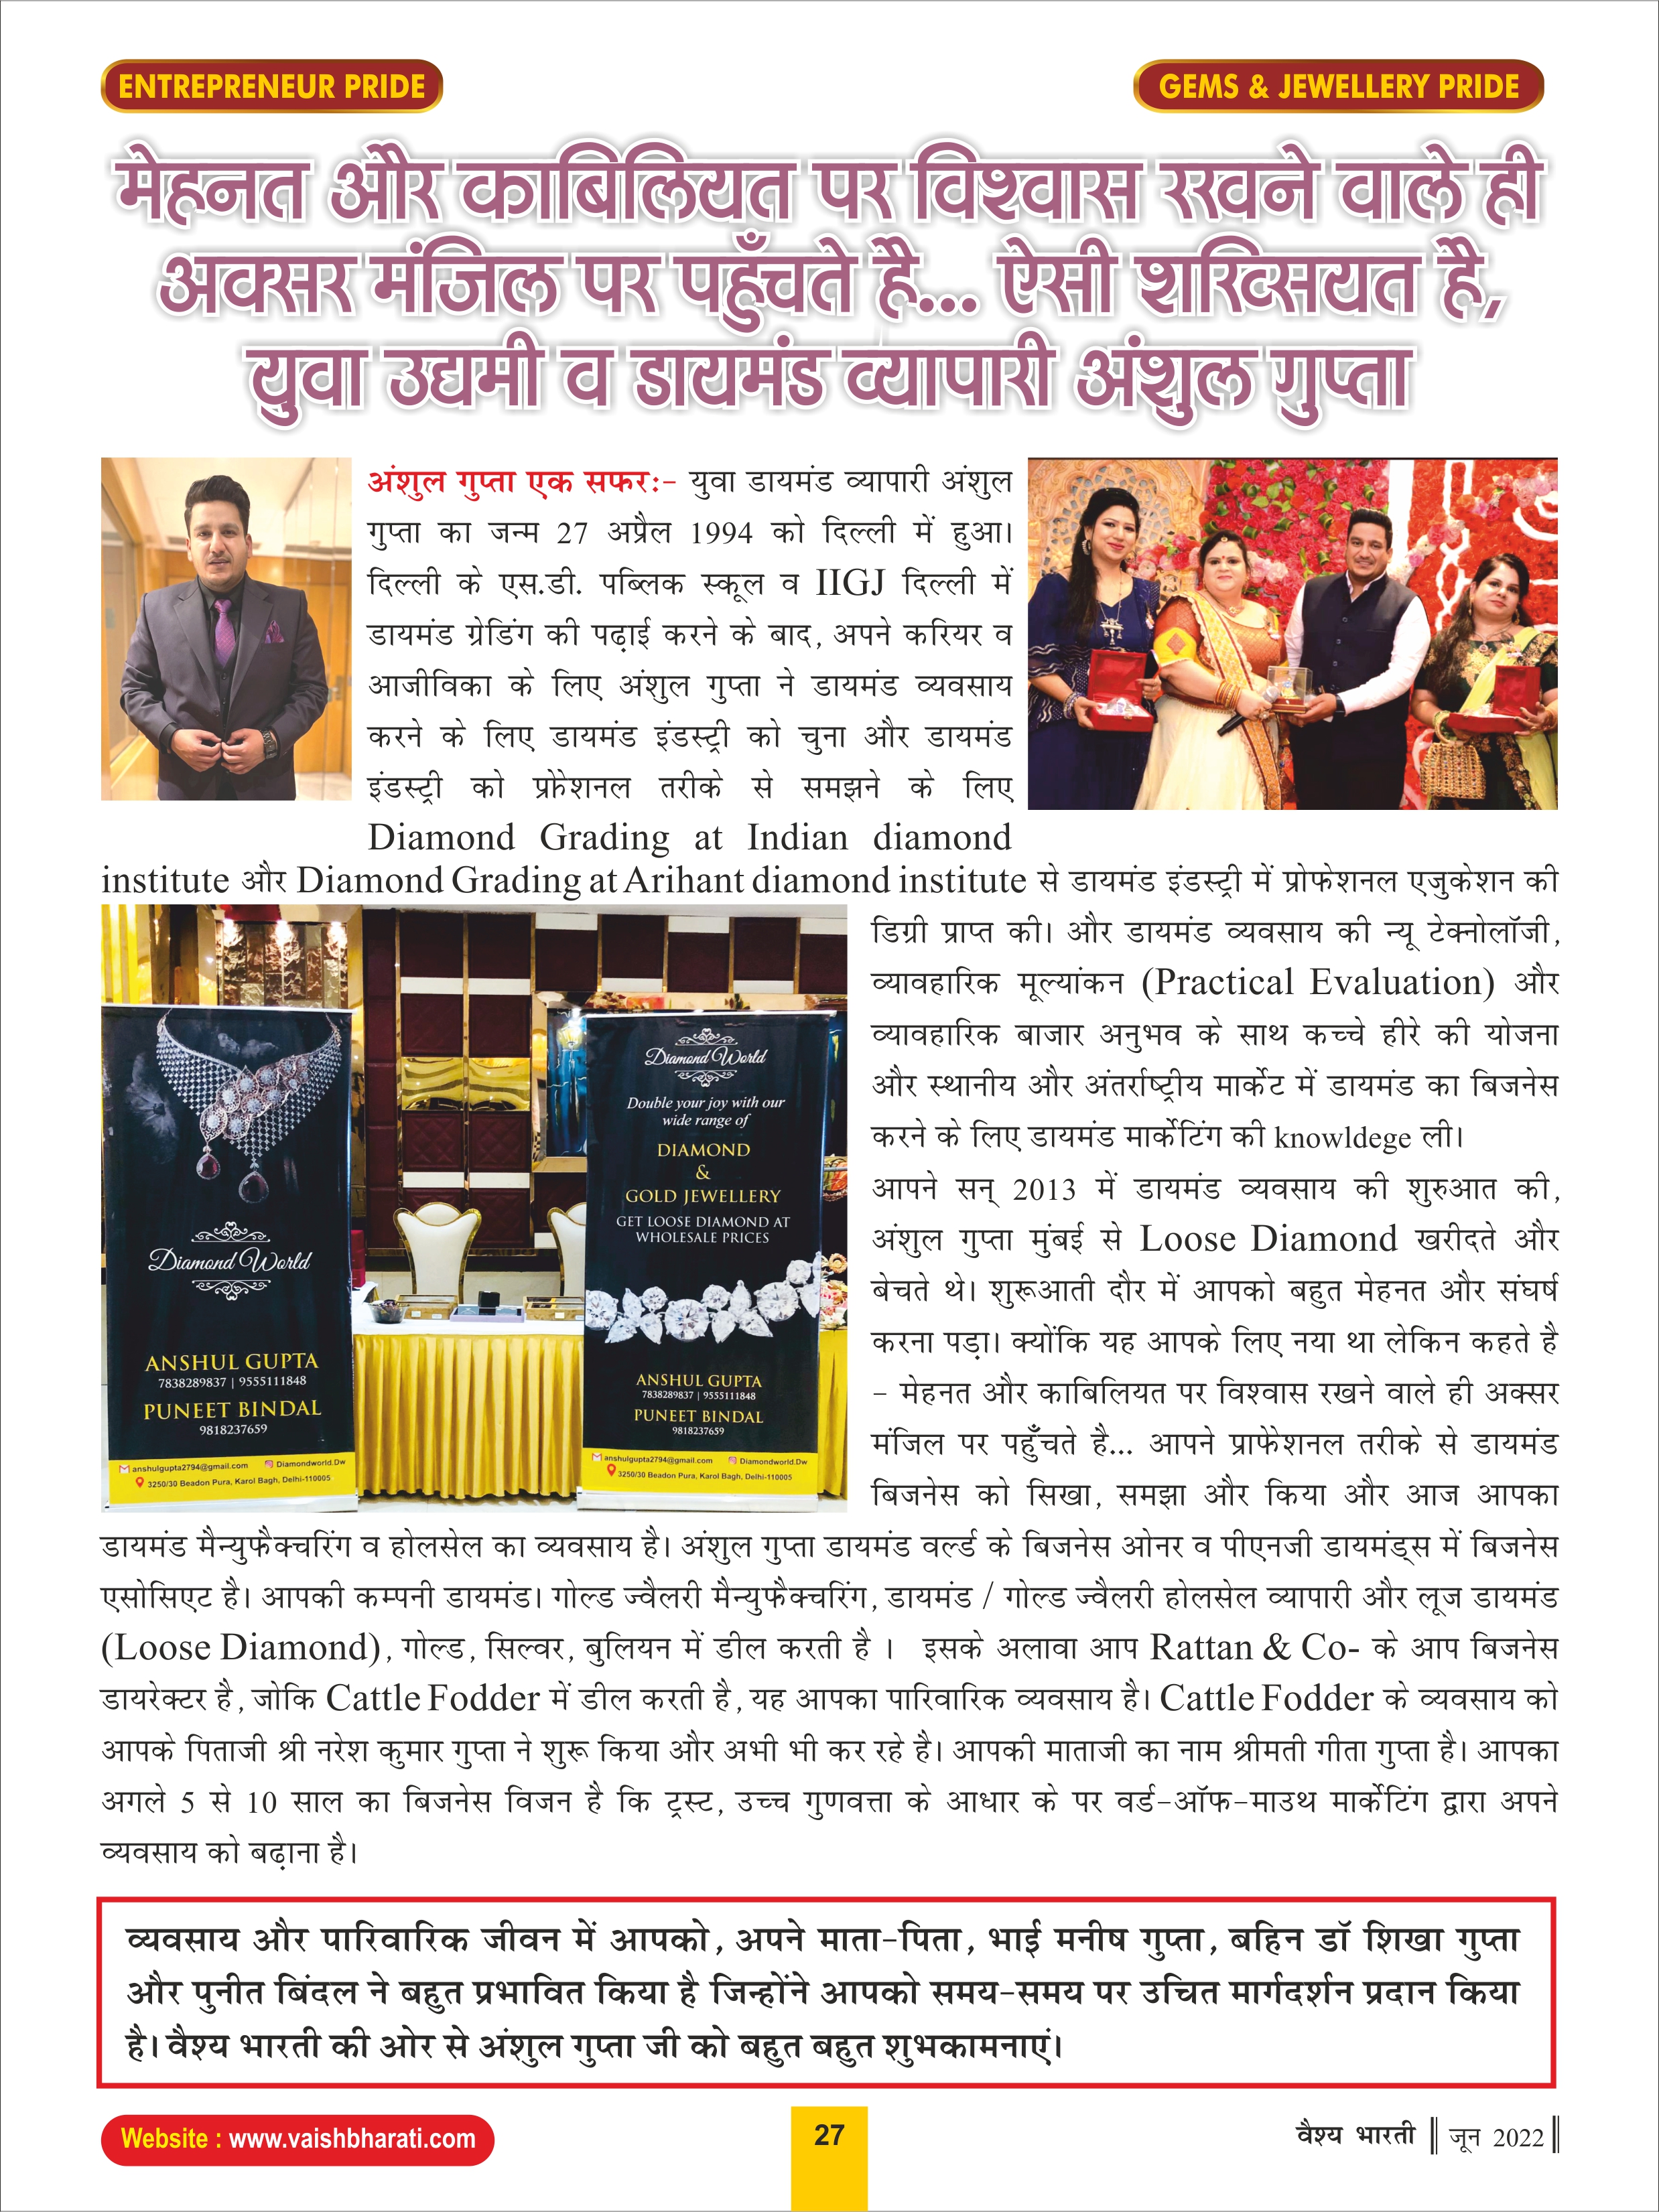 ENTREPRENEUR PRIDE
GEMS & JEWELLERY PRIDE
मेहनत और काबिलियत पर विश्वास रखने वाले ही
अक्सर मंजिल पर पहुँचते है... ऐसी शख्सियत है,
युवा उद्यमी व डायमंड व्यापारी अंशुल गुप्ता
अंशुल गुप्ता एक सफरः- युवा डायमंड व्यापारी अंशुल
गुप्ता का जन्म 27 अप्रैल 1994 को दिल्ली में हुआ।
दिल्ली के एस.डी. पब्लिक स्कूल व IIGJ दिल्ली में
डायमंड ग्रेडिंग की पढ़ाई करने के बाद, अपने करियर व
आजीविका के लिए अंशुल गुप्ता ने डायमंड व्यवसाय
करने के लिए डायमंड इंडस्ट्री को चुना और डायमंड
इंडस्ट्री को प्रोफेशनल तरीके से समझने के लिए
Diamond Grading at Indian diamond
institute और Diamond Grading at Arihant diamond institute से डायमंड इंडस्ट्री में प्रोफेशनल एजुकेशन की
डिग्री प्राप्त की। और डायमंड व्यवसाय की न्यू टेक्नोलॉजी,
व्यावहारिक मूल्यांकन (Practical Evaluation) और
व्यावहारिक बाजार अनुभव के साथ कच्चे हीरे की योजना
और स्थानीय और अंतर्राष्ट्रीय मार्केट में डायमंड का बिजनेस
करने के लिए डायमंड मार्केटिंग की knowldege ली।
आपने सन् 2013 में डायमंड व्यवसाय की शुरुआत की,
अंशुल गुप्ता मुंबई से Loose Diamond खरीदते और
बेचते थे। शुरूआती दौर में आपको बहुत मेहनत और संघर्ष
करना पड़ा। क्योंकि यह आपके लिए नया था लेकिन कहते है
- मेहनत और काबिलियत पर विश्वास रखने वाले ही अक्सर
मंजिल पर पहुँचते है... आपने प्राफेशनल तरीके से डायमंड
बिजनेस को सिखा, समझा और किया और आज आपका
डायमंड मैन्युफैक्चरिंग व होलसेल का व्यवसाय है। अंशुल गुप्ता डायमंड वर्ल्ड के बिजनेस ओनर व पीएनजी डायमंड्स में बिजनेस
एसोसिएट है। आपकी कम्पनी डायमंड। गोल्ड ज्वैलरी मैन्युफैक्चरिंग, डायमंड / गोल्ड ज्वैलरी होलसेल व्यापारी और लूज डायमंड
(Loose Diamond), गोल्ड, सिल्वर, बुलियन में डील करती है । इसके अलावा आप Rattan & Co- के आप बिजनेस
डायरेक्टर है, जोकि Cattle Fodder में डील करती है, यह आपका पारिवारिक व्यवसाय है। Cattle Fodder के व्यवसाय को
आपके पिताजी श्री नरेश कुमार गुप्ता ने शुरू किया और अभी भी कर रहे है। आपकी माताजी का नाम श्रीमती गीता गुप्ता है। आपका
अगले 5 से 10 साल का बिजनेस विजन है कि ट्रस्ट, उच्च गुणवत्ता के आधार के पर वर्ड-ऑफ-माउथ मार्केटिंग द्वारा अपने
व्यवसाय को बढ़ाना है।
Diamond World
ANSHUL GUPTA
7838289837 | 9555111848
PUNEET BINDAL
9818237659
anshulgupta2794@gmail.com Diamondworld.Dw
3250/30 Beadon Pura, Karol Bagh, Delhi-110005
Diamond World
Double your joy with our
wide range of
DIAMOND
&
GOLD JEWELLERY
GET LOOSE DIAMOND AT
WHOLESALE PRICES
ANSHUL GUPTA
7838289837 | 9555111848
PUNEET BINDAL
9818237659
anshulgupta2794@gmail.com Diamondworld.Dw
3250/30 Beadon Pura, Karol Bagh, Delhi-110005
व्यवसाय और पारिवारिक जीवन में आपको, अपने माता-पिता, भाई मनीष गुप्ता, बहिन डॉ शिखा गुप्ता
और पुनीत बिंदल ने बहुत प्रभावित किया है जिन्होंने आपको समय-समय पर उचित मार्गदर्शन प्रदान किया
है। वैश्य भारती की ओर से अंशुल गुप्ता जी को बहुत बहुत शुभकामनाएं।
Website : www.vaishbharati.com
27
वैश्य भारती || जून 2022 ||